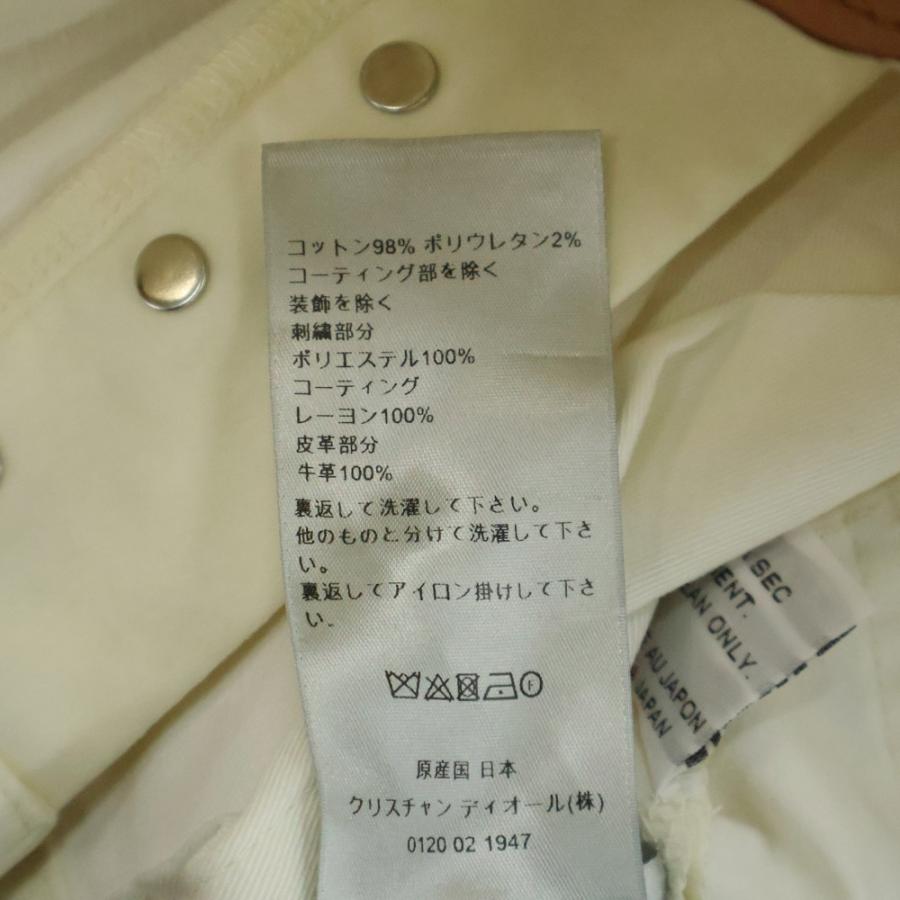 コットン98% ポリウレタン2%
コーティング部を除く
装飾を除く
刺繍部分
ポリエステル100%
コーティング
レーヨン100%
皮革部分
牛革100%
裏返して洗濯して下さい。
他のものと分けて洗濯して下さ
い。
裏返してアイロン掛けして下さ
い。
F
原産国 日本
クリスチャン ディオール(株)
0120 02 1947
SEC
ONLY.
AU JAPON
JAPAN